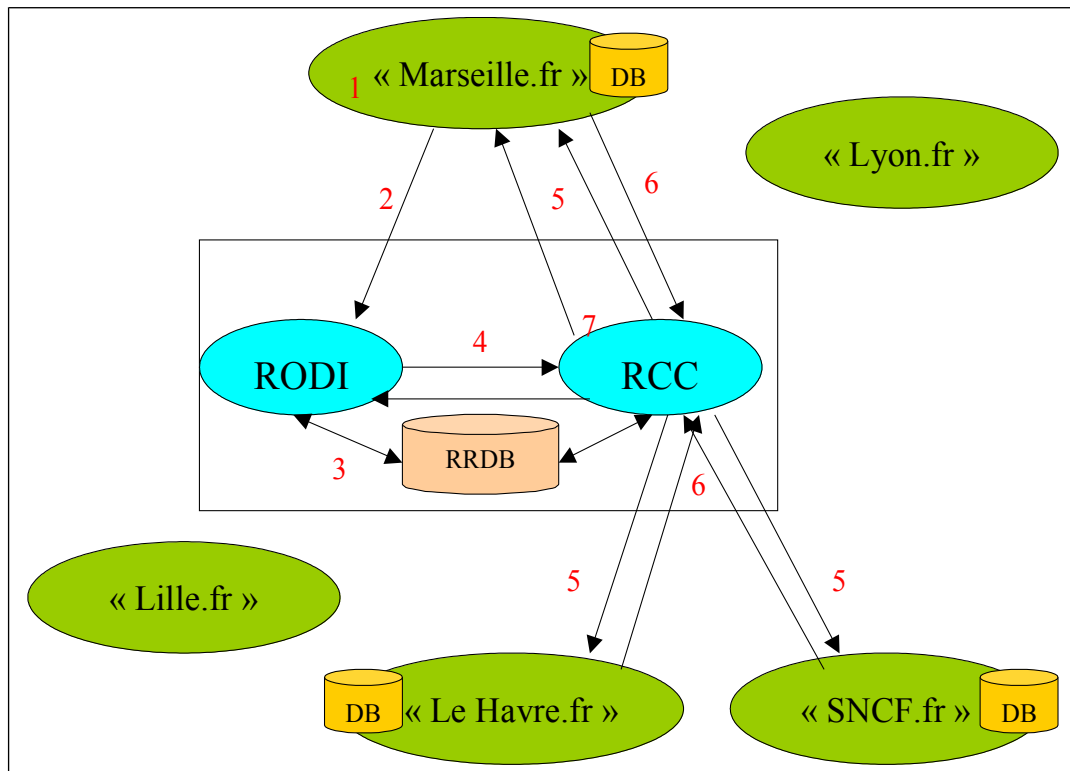 1
« Marseille.fr »
DB
« Lyon.fr »
2
5
6
7
4
RODI
RCC
3
RRDB
6
5
5
« Lille.fr »
DB
« Le Havre.fr »
« SNCF.fr »
DB